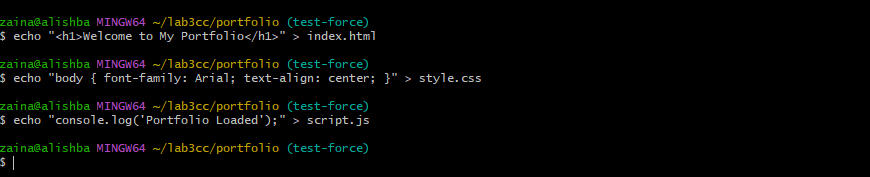 zaina@alishba MINGW64 ~/lab3cc/portfolio (test-force)
$ echo "<h1>Welcome to My Portfolio</h1>" > index.html
zaina@alishba MINGW64 ~/lab3cc/portfolio (test-force)
$ echo "body { font-family: Arial; text-align: center; }" > style.css
zaina@alishba MINGW64 ~/lab3cc/portfolio (test-force)
$ echo "console.log('Portfolio Loaded');" > script.js
zaina@alishba MINGW64 ~/lab3cc/portfolio (test-force)
$